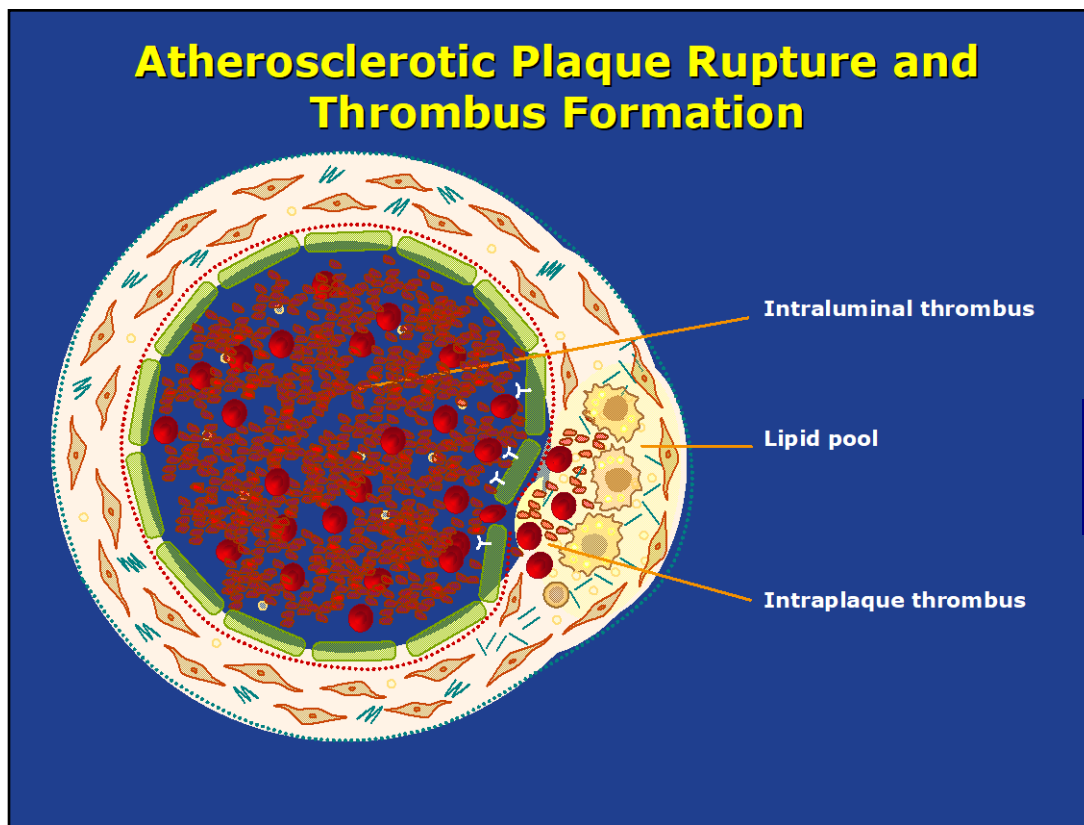 Atherosclerotic Plaque Rupture and
Thrombus Formation
Intraluminal thrombus
Lipid pool
Intraplaque thrombus